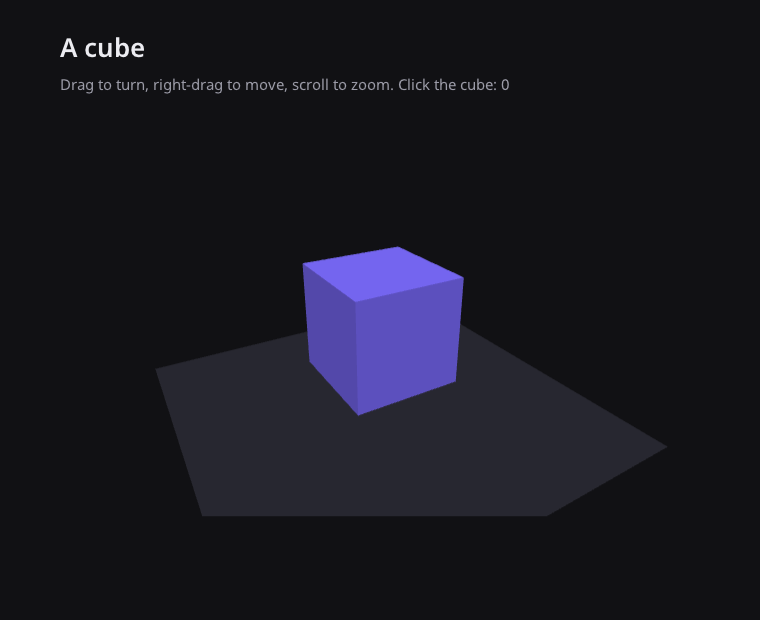 A cube
Drag to turn, right-drag to move, scroll to zoom. Click the cube: 0